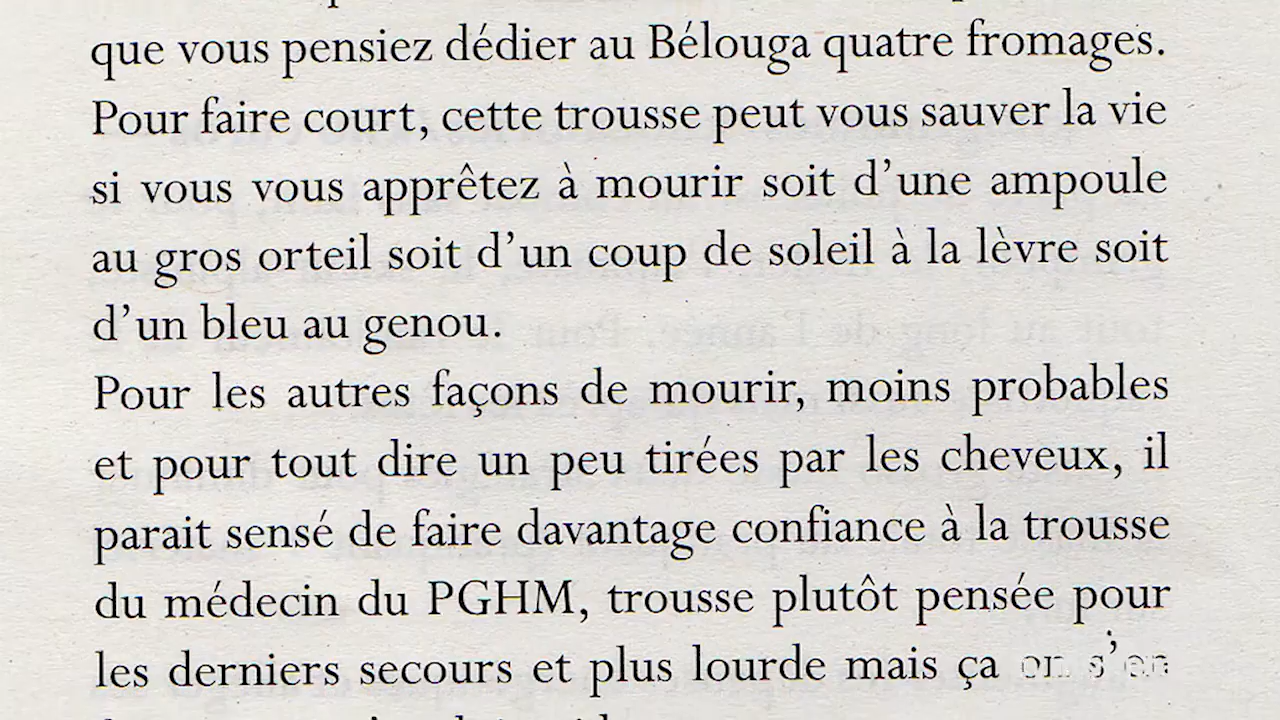 que vous pensiez dédier au Bélouga quatre fromages.
Pour faire court, cette trousse peut vous sauver la vie
si vous vous apprêtez à mourir soit d’une ampoule
au gros orteil soit d’un coup de soleil à la lèvre soit
d’un bleu au genou.
Pour les autres façons de mourir, moins probables
et pour tout dire un peu tirées par les cheveux, il
parait sensé de faire davantage confiance à la trousse
du médecin du PGHM, trousse plutôt pensée pour
les derniers secours et plus lourde mais ça on s’en